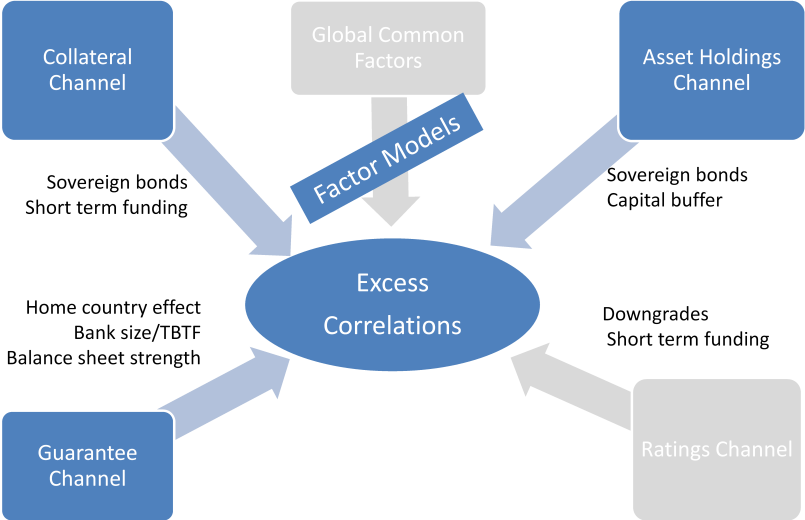 Collateral
Channel
Global Common
Factors
Asset Holdings
Channel
Factor Models
Sovereign bonds
Short term funding
Sovereign bonds
Capital buffer
Excess
Correlations
Home country effect
Bank size/TBTF
Balance sheet strength
Downgrades
Short term funding
Guarantee
Channel
Ratings Channel